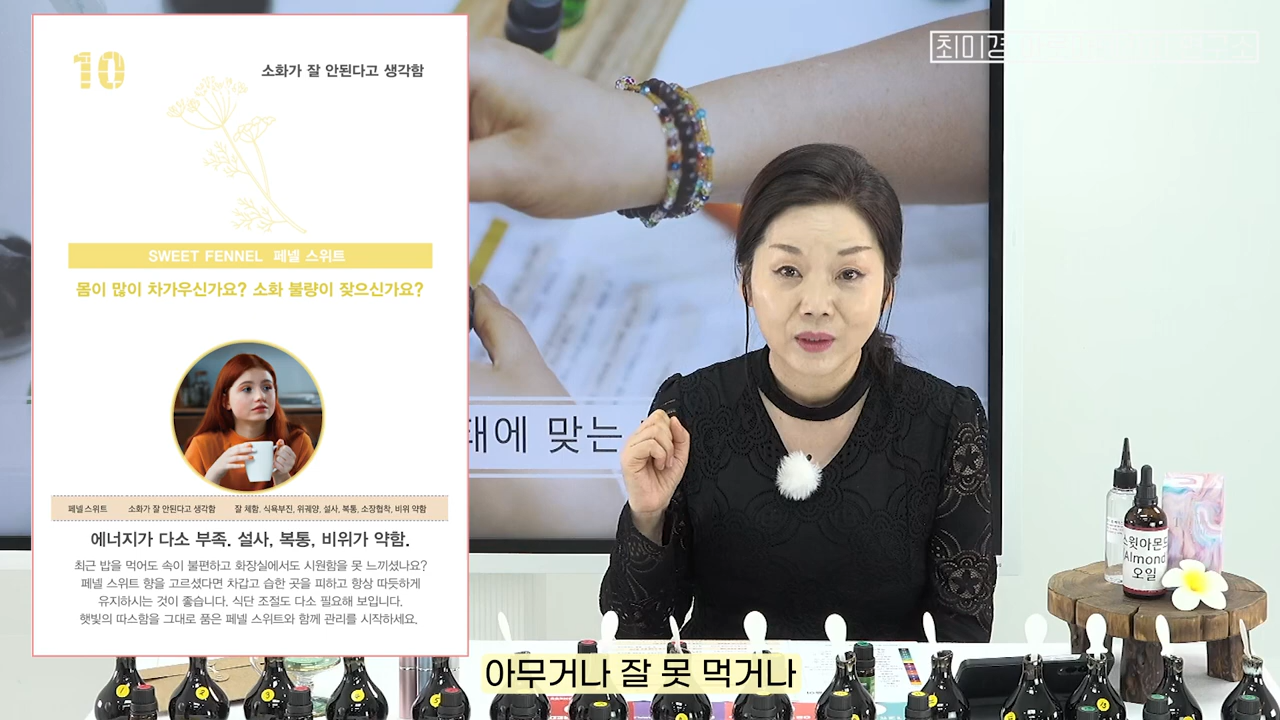 10
소화가 잘 안된다고 생각함
SWEET FENNEL 페넬 스위트
몸이 많이 차가우신가요? 소화 불량이 잦으신가요?
페넬 스위트 소화가 잘 안된다고 생각함 잘 체함. 식욕부진, 위궤양, 설사, 복통, 소장협착, 비위 약함
에너지가 다소 부족. 설사, 복통, 비위가 약함.
최근 밥을 먹어도 속이 불편하고 화장실에서도 시원함을 못 느끼셨나요?
페넬 스위트 향을 고르셨다면 차갑고 습한 곳을 피하고 항상 따듯하게
유지하시는 것이 좋습니다. 식단 조절도 다소 필요해 보입니다.
햇빛의 따스함을 그대로 품은 페넬 스위트와 함께 관리를 시작하세요.
최미경
태에 맞는
스윗아몬드
Almond
오일
아무거나 잘 못 먹거나